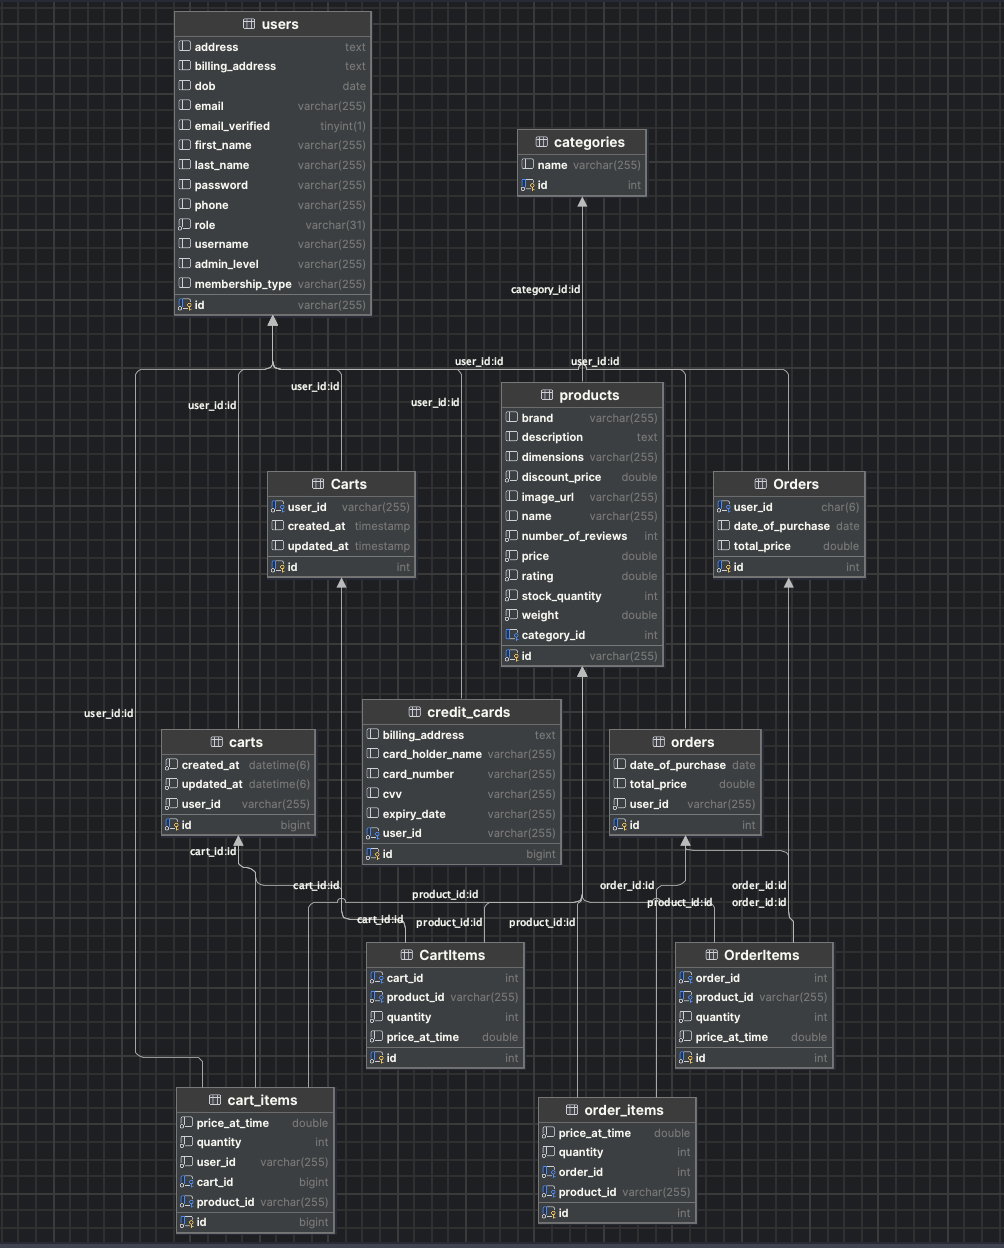 users
address text
billing_address text
dob date
email varchar(255)
email_verified tinyint(1)
first_name varchar(255)
last_name varchar(255)
password varchar(255)
phone varchar(255)
role varchar(31)
username varchar(255)
admin_level varchar(255)
membership_type varchar(255)
id varchar(255)
categories
name varchar(255)
id int
category_id:id
user_id:id
user_id:id
user_id:id
user_id:id
user_id:id
products
brand varchar(255)
description text
dimensions varchar(255)
discount_price double
image_url varchar(255)
name varchar(255)
number_of_reviews int
price double
rating double
stock_quantity int
weight double
category_id int
id varchar(255)
Carts
user_id varchar(255)
created_at timestamp
updated_at timestamp
id int
Orders
user_id char(6)
date_of_purchase date
total_price double
id int
user_id:id
carts
created_at datetime(6)
updated_at datetime(6)
user_id varchar(255)
id bigint
credit_cards
billing_address text
card_holder_name varchar(255)
card_number varchar(255)
cvv varchar(255)
expiry_date varchar(255)
user_id varchar(255)
id bigint
orders
date_of_purchase date
total_price double
user_id varchar(255)
id int
cart_id:id
cart_id:id
product_id:id
order_id:id
order_id:id
product_id:id
order_id:id
cart_id:id
product_id:id
product_id:id
CartItems
cart_id int
product_id varchar(255)
quantity int
price_at_time double
id int
OrderItems
order_id int
product_id varchar(255)
quantity int
price_at_time double
id int
cart_items
price_at_time double
quantity int
user_id varchar(255)
cart_id bigint
product_id varchar(255)
id bigint
order_items
price_at_time double
quantity int
order_id int
product_id varchar(255)
id int